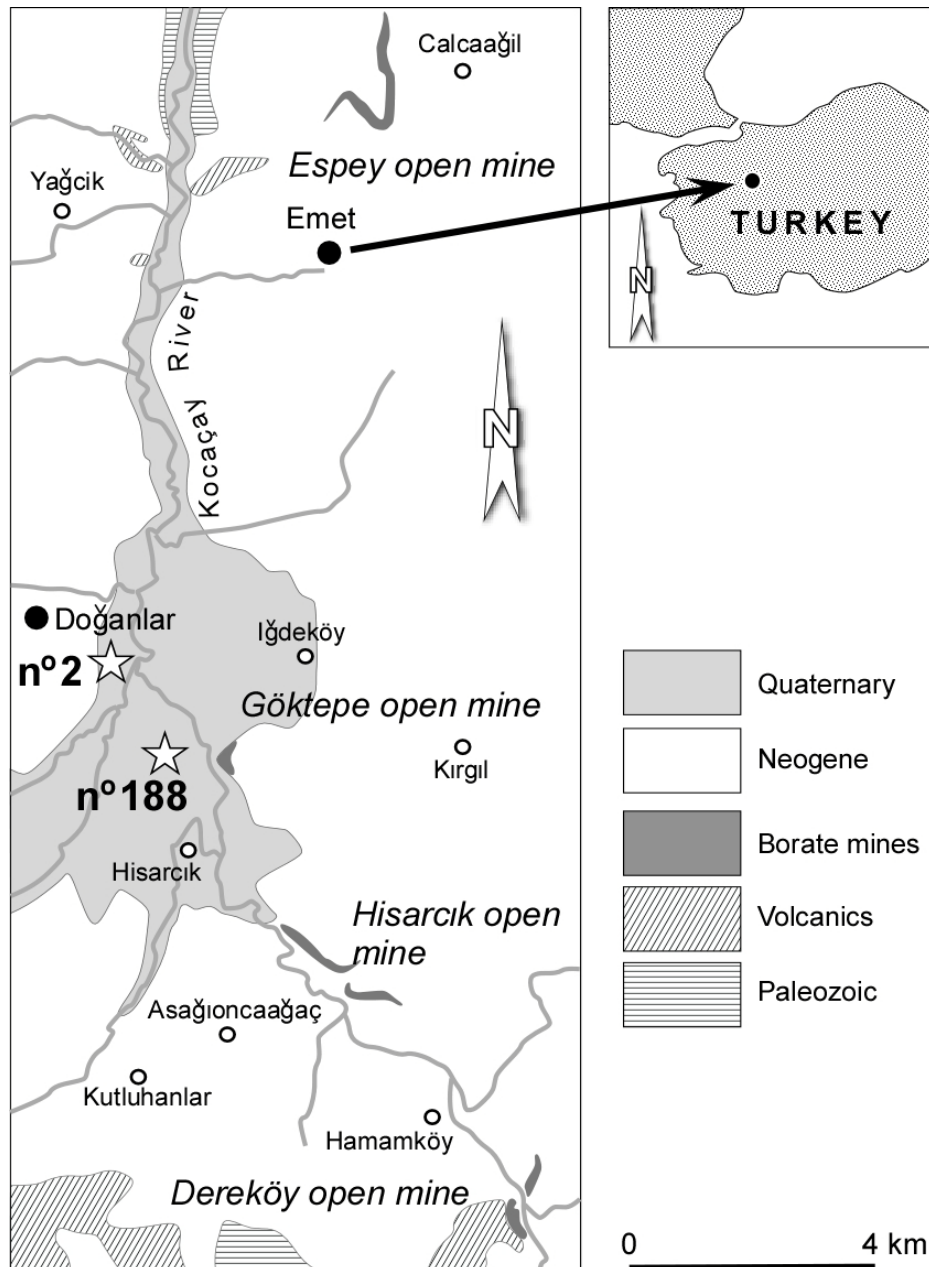 Calcaağil
Espey open mine
Yağcik
Emet
TURKEY
N
Kocaçay River
N
Doğanlar
nº2
Iğdeköy
Göktepe open mine
Kırgıl
nº188
Hisarcık
Hisarcık open
mine
Asağıoncaağaç
Kutluhanlar
Hamamköy
Dereköy open mine
Quaternary
Neogene
Borate mines
Volcanics
Paleozoic
0 4 km